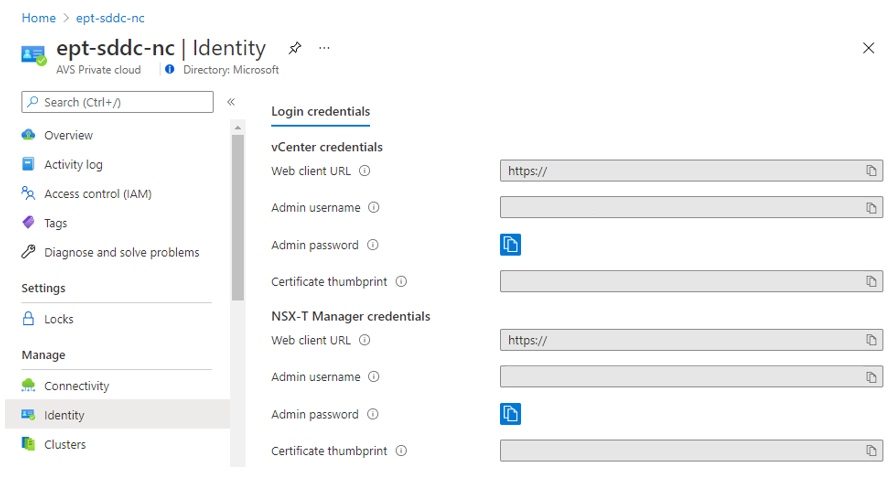 Home > ept-sddc-nc
ept-sddc-nc | Identity ...
AVS Private cloud Directory: Microsoft
Search (Ctrl+/) «
Overview
Activity log
Access control (IAM)
Tags
Diagnose and solve problems
Settings
Locks
Manage
Connectivity
Identity
Clusters
Login credentials
vCenter credentials
Web client URL https://
Admin username
Admin password
Certificate thumbprint
NSX-T Manager credentials
Web client URL https://
Admin username
Admin password
Certificate thumbprint